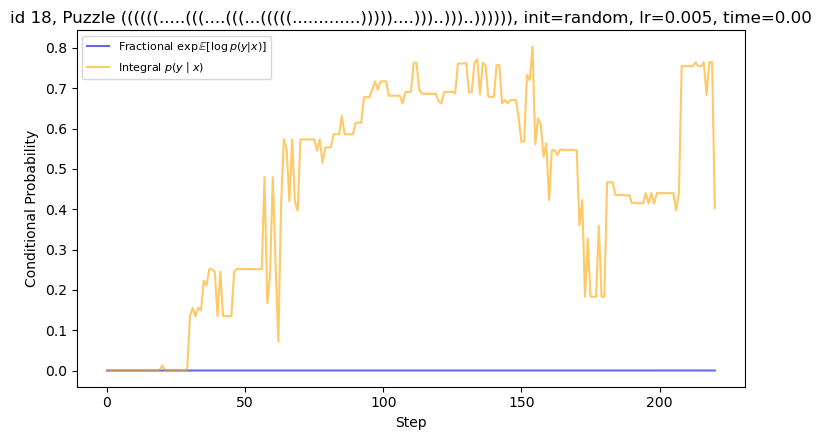 id 18, Puzzle ((((((.....(((....(((...(((((.............)))))....)))..)))..)))))), init=random, lr=0.005, time=0.00
Fractional exp𝔼[log p(y|x)]
Integral p(y | x)
0.8
0.7
0.6
0.5
0.4
0.3
0.2
0.1
0.0
Conditional Probability
0
50
100
150
200
Step